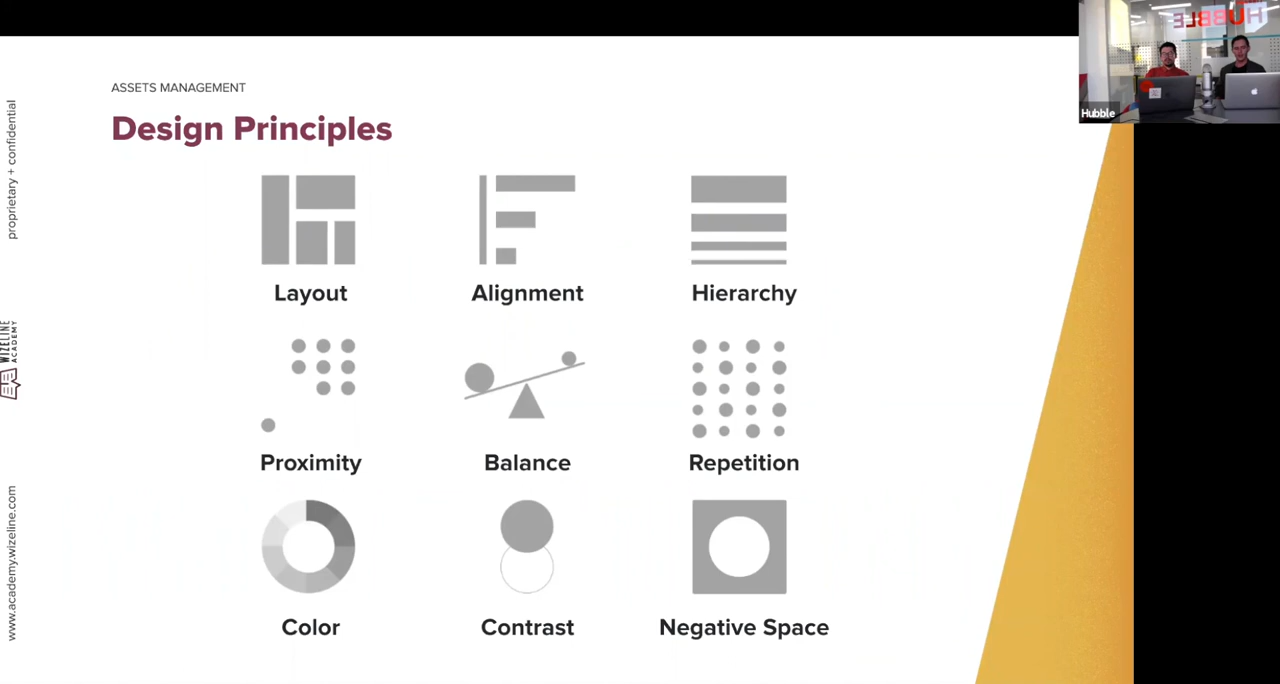 ASSETS MANAGEMENT
Design Principles
Layout
Alignment
Hierarchy
Proximity
Balance
Repetition
Color
Contrast
Negative Space
proprietary + confidential
WIZELINE
ACADEMY
www.academy.wizeline.com
HUBBLE
Hubble